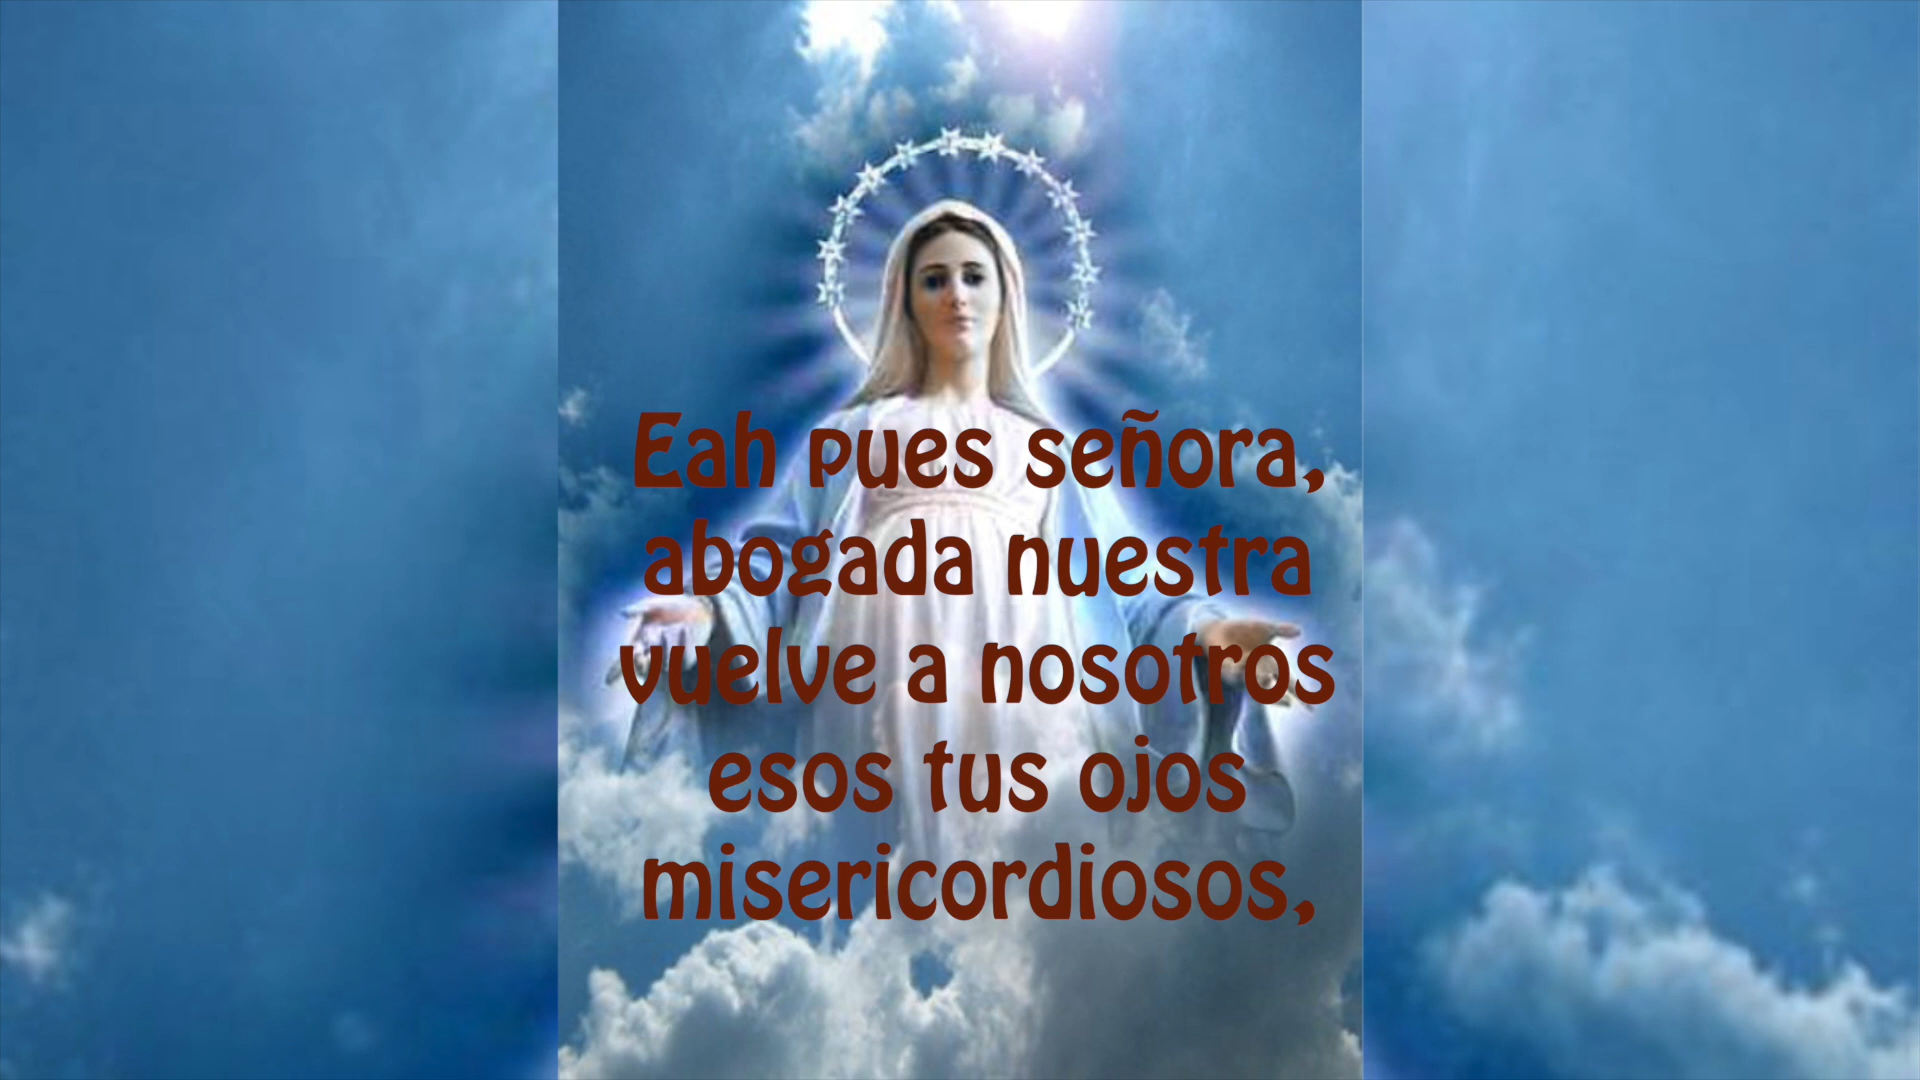 Eah pues señora,
abogada nuestra
vuelve a nosotros
esos tus ojos
misericordiosos,